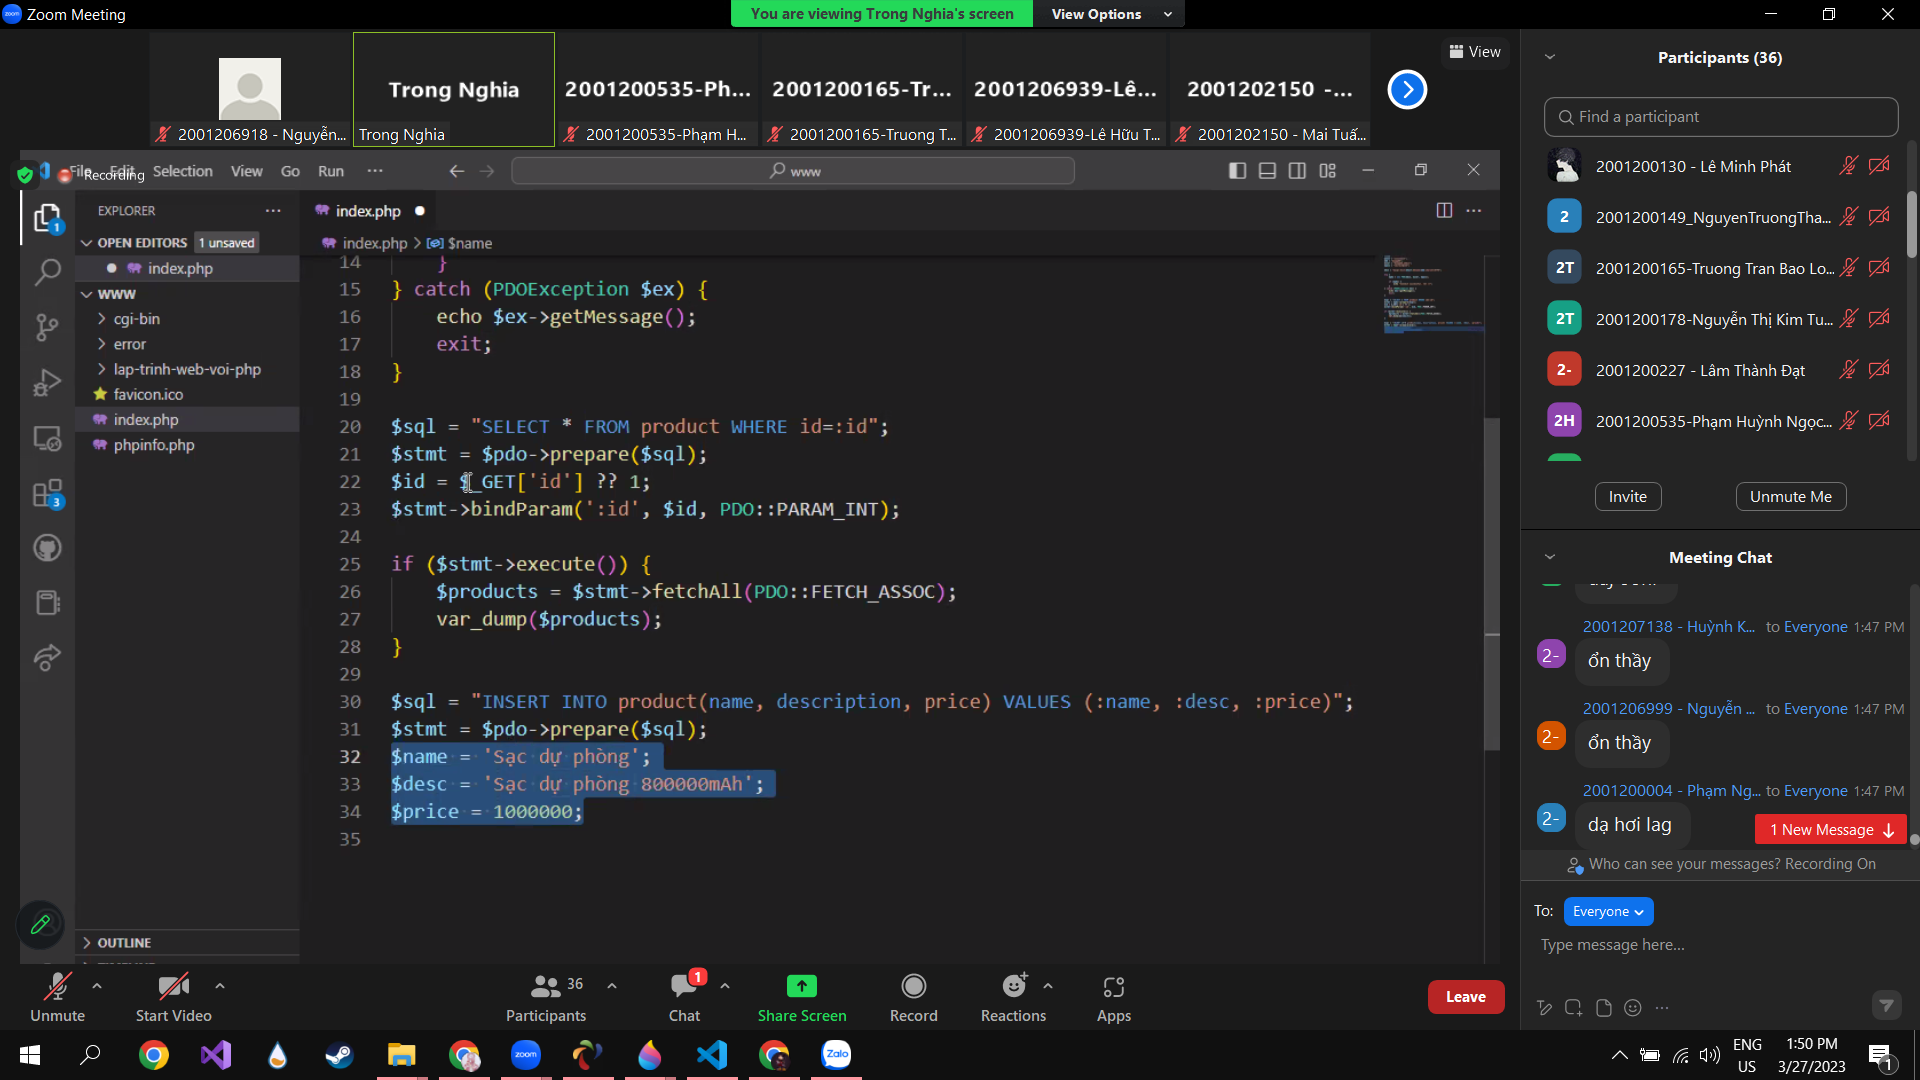 Zoom Meeting
You are viewing Trong Nghia's screen
View Options
View
Trong Nghia
2001200535-Ph...
2001200165-Tr...
2001206939-Lê...
2001202150 -...
2001206918 - Nguyễn...
Trong Nghia
2001200535-Phạm H...
2001200165-Truong T...
2001206939-Lê Hữu T...
2001202150 - Mai Tuấ...
Recording
File Edit Selection View Go Run ...
www
EXPLORER
OPEN EDITORS 1 unsaved
index.php
WWW
cgi-bin
error
lap-trinh-web-voi-php
favicon.ico
index.php
phpinfo.php
OUTLINE
1
3
index.php
index.php > $name
14 }
15 } catch (PDOException $ex) {
16 echo $ex->getMessage();
17 exit;
18 }
19
20 $sql = "SELECT * FROM product WHERE id=:id";
21 $stmt = $pdo->prepare($sql);
22 $id = $_GET['id'] ?? 1;
23 $stmt->bindParam(':id', $id, PDO::PARAM_INT);
24
25 if ($stmt->execute()) {
26 $products = $stmt->fetchAll(PDO::FETCH_ASSOC);
27 var_dump($products);
28 }
29
30 $sql = "INSERT INTO product(name, description, price) VALUES (:name, :desc, :price)";
31 $stmt = $pdo->prepare($sql);
32 $name = 'Sạc dự phòng';
33 $desc = 'Sạc dự phòng 800000mAh';
34 $price = 1000000;
35
Participants (36)
Find a participant
2001200130 - Lê Minh Phát
2 2001200149_NguyenTruongTha...
2T 2001200165-Truong Tran Bao Lo...
2T 2001200178-Nguyễn Thị Kim Tu...
2- 2001200227 - Lâm Thành Đạt
2H 2001200535-Phạm Huỳnh Ngọc...
Invite
Unmute Me
Meeting Chat
2001207138 - Huỳnh K... to Everyone 1:47 PM
2- ổn thầy
2001206999 - Nguyễn ... to Everyone 1:47 PM
2- ổn thầy
2001200004 - Phạm Ng... to Everyone 1:47 PM
2- dạ hơi lag
1 New Message
Who can see your messages? Recording On
To: Everyone
Type message here...
Unmute
Start Video
36
Participants
1
Chat
Share Screen
Record
Reactions
Apps
Leave
zoom
Zalo
ENG
US
1:50 PM
3/27/2023
1